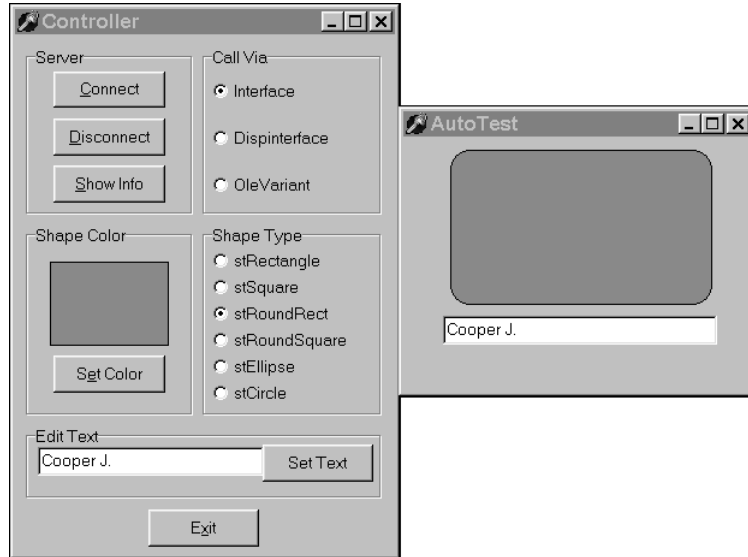 Controller
Server
Connect
Disconnect
Show Info
Call Via
Interface
Dispinterface
OleVariant
Shape Color
Set Color
Shape Type
stRectangle
stSquare
stRoundRect
stRoundSquare
stEllipse
stCircle
Edit Text
Cooper J.
Set Text
Exit
AutoTest
Cooper J.